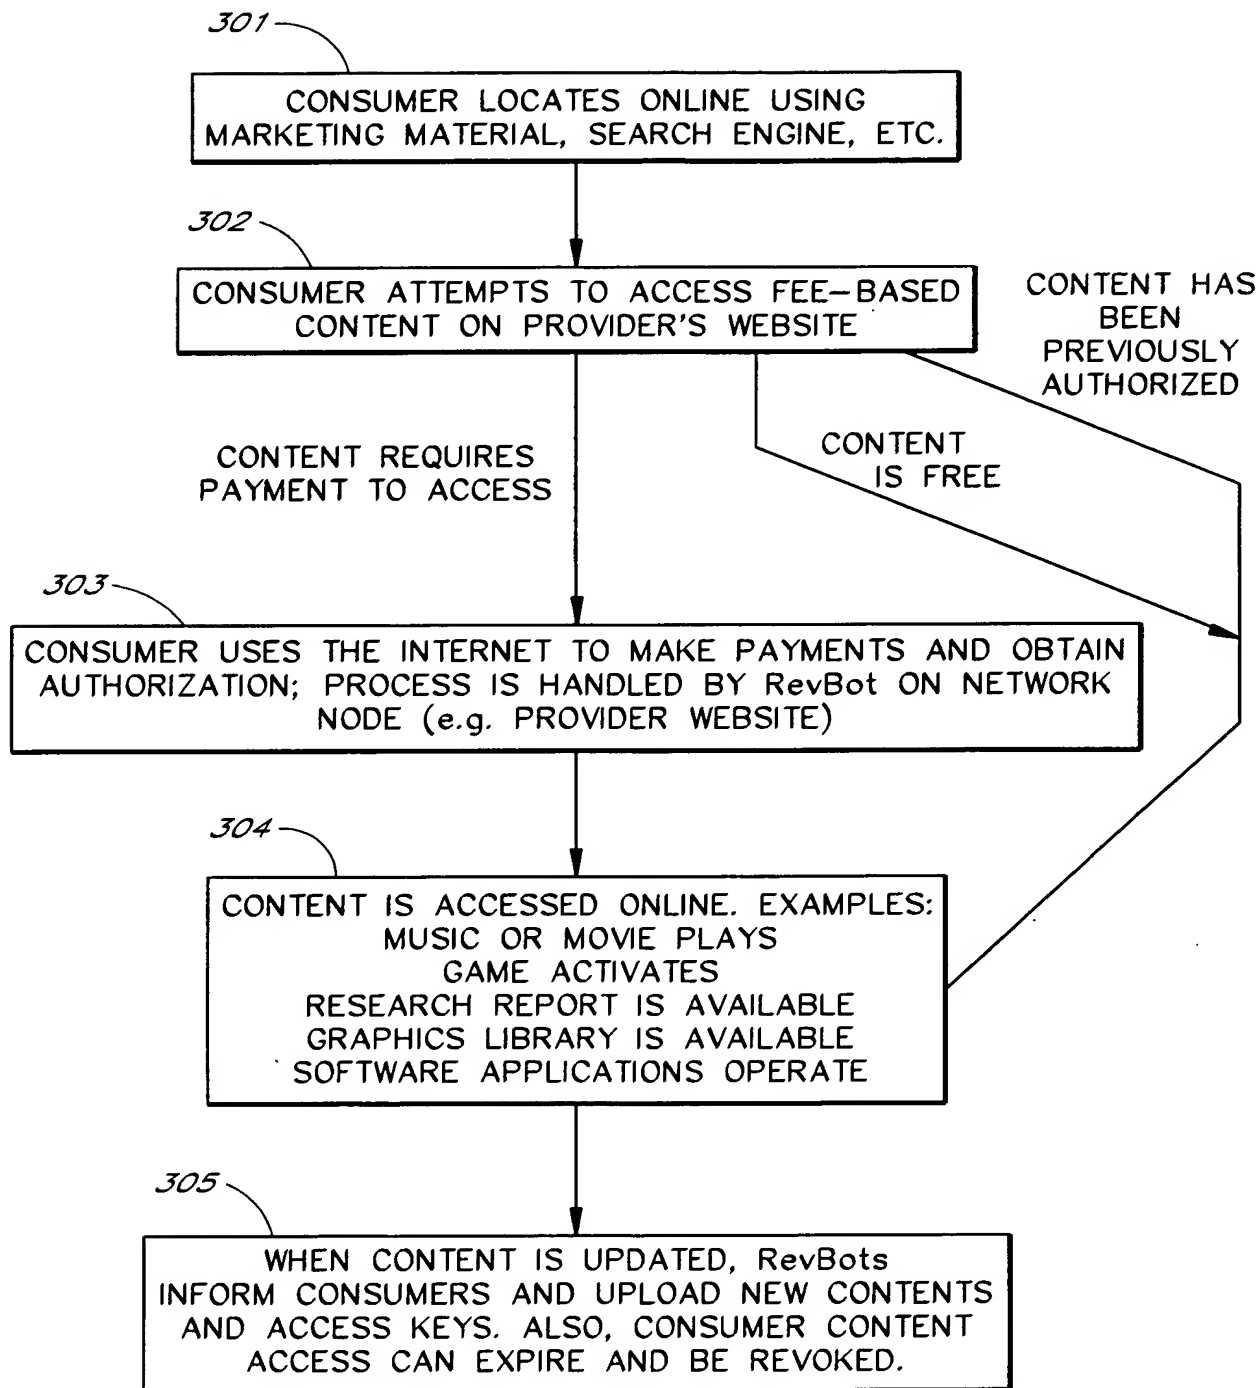 301
CONSUMER LOCATES ONLINE USING
MARKETING MATERIAL, SEARCH ENGINE, ETC.
302
CONSUMER ATTEMPTS TO ACCESS FEE-BASED
CONTENT ON PROVIDER'S WEBSITE
CONTENT HAS
BEEN
PREVIOUSLY
AUTHORIZED
CONTENT REQUIRES
PAYMENT TO ACCESS
CONTENT
IS FREE
303
CONSUMER USES THE INTERNET TO MAKE PAYMENTS AND OBTAIN
AUTHORIZATION; PROCESS IS HANDLED BY RevBot ON NETWORK
NODE (e.g. PROVIDER WEBSITE)
304
CONTENT IS ACCESSED ONLINE. EXAMPLES:
MUSIC OR MOVIE PLAYS
GAME ACTIVATES
RESEARCH REPORT IS AVAILABLE
GRAPHICS LIBRARY IS AVAILABLE
SOFTWARE APPLICATIONS OPERATE
305
WHEN CONTENT IS UPDATED, RevBots
INFORM CONSUMERS AND UPLOAD NEW CONTENTS
AND ACCESS KEYS. ALSO, CONSUMER CONTENT
ACCESS CAN EXPIRE AND BE REVOKED.